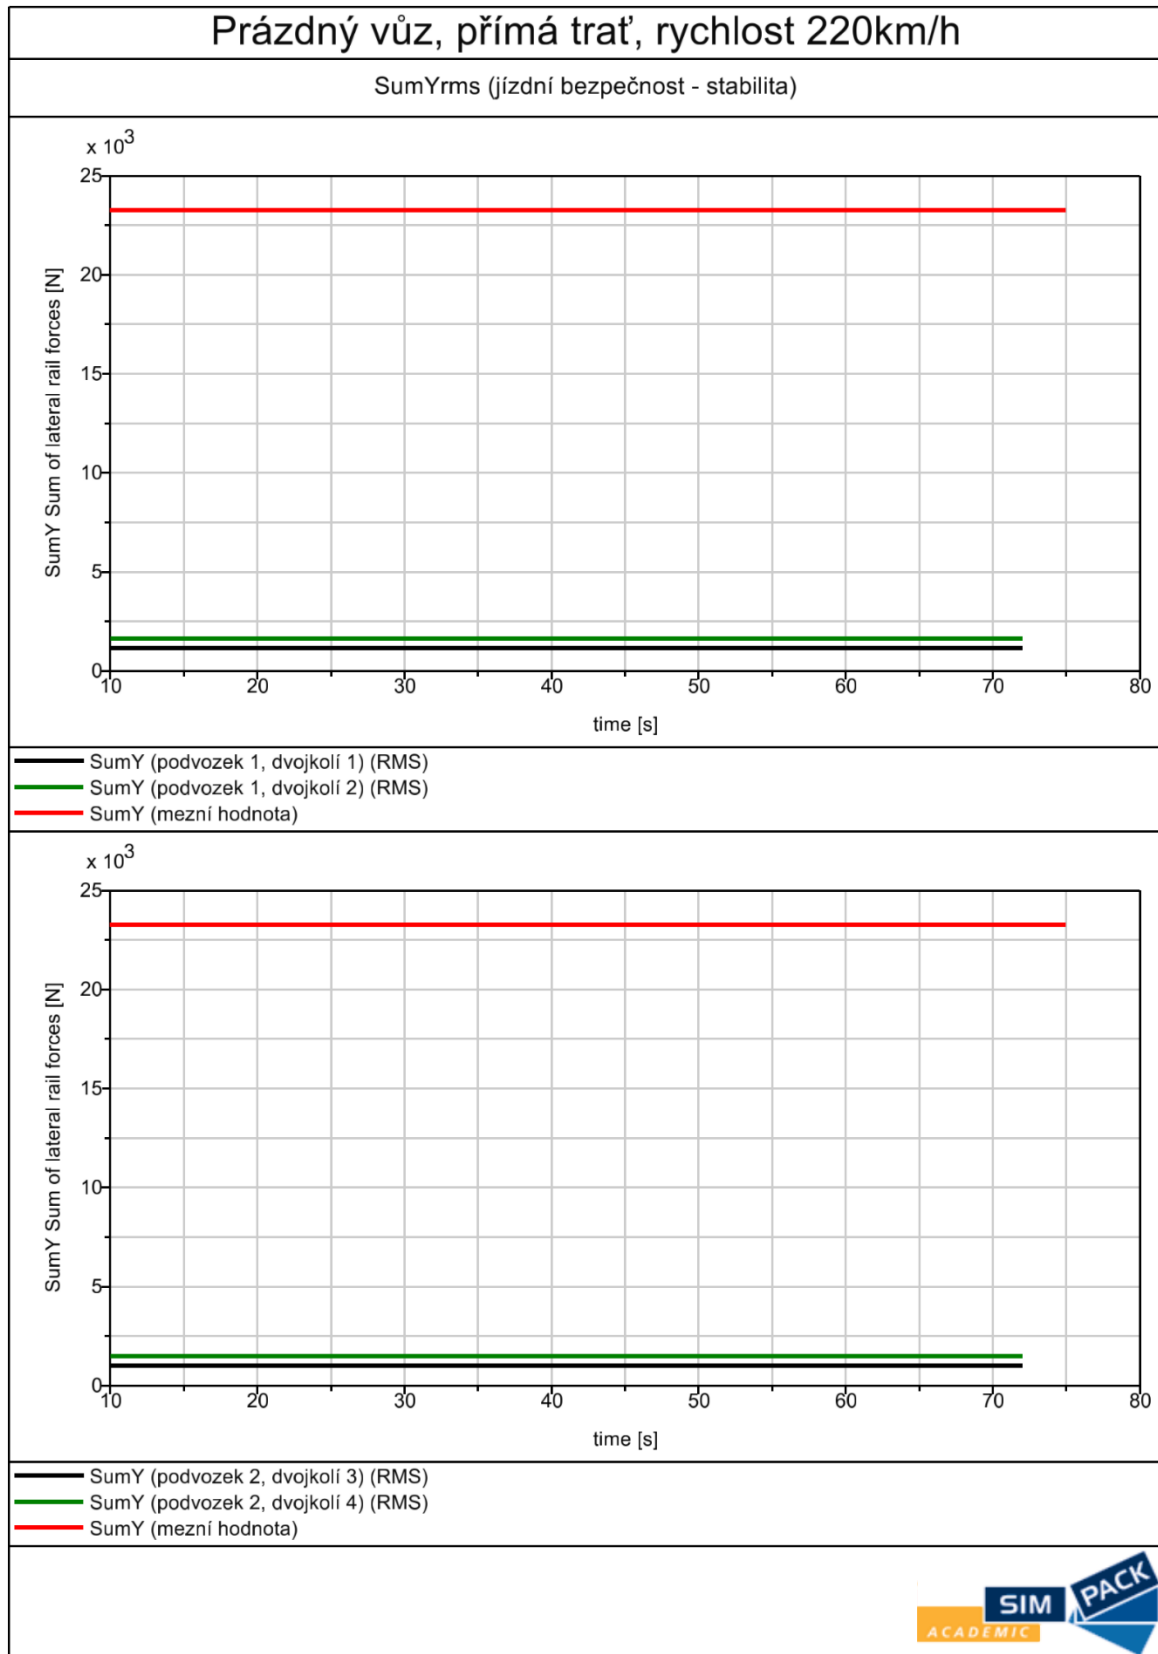 Prázdný vůz, přímá trať, rychlost 220km/h
SumYrms (jízdní bezpečnost - stabilita)
x 10^3
SumY Sum of lateral rail forces [N]
25
20
15
10
5
0
10 20 30 40 50 60 70 80
time [s]
SumY (podvozek 1, dvojkolí 1) (RMS)
SumY (podvozek 1, dvojkolí 2) (RMS)
SumY (mezní hodnota)
x 10^3
SumY Sum of lateral rail forces [N]
25
20
15
10
5
0
10 20 30 40 50 60 70 80
time [s]
SumY (podvozek 2, dvojkolí 3) (RMS)
SumY (podvozek 2, dvojkolí 4) (RMS)
SumY (mezní hodnota)
SIM PACK
ACADEMIC